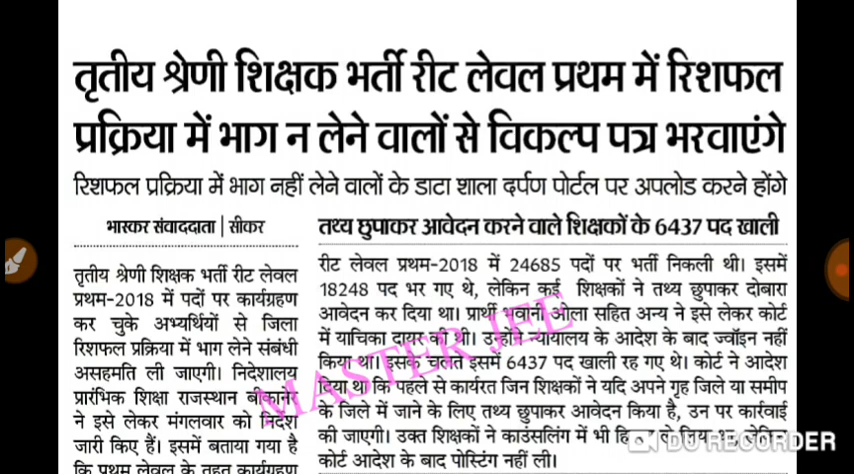 तृतीय श्रेणी शिक्षक भर्ती रीट लेवल प्रथम में रिशफल
प्रक्रिया में भाग न लेने वालों से विकल्प पत्र भरवाएंगे
रिशफल प्रक्रिया में भाग नहीं लेने वालों के डाटा शाला दर्पण पोर्टल पर अपलोड करने होंगे
भास्कर संवाददाता | सीकर
तृतीय श्रेणी शिक्षक भर्ती रीट लेवल
प्रथम-2018 में पदों पर कार्यग्रहण
कर चुके अभ्यर्थियों से जिला
रिशफल प्रक्रिया में भाग लेने संबंधी
असहमति ली जाएगी। निदेशालय
प्रारंभिक शिक्षा राजस्थान बीकानेर
ने इसे लेकर मंगलवार को निर्देश
जारी किए हैं। इसमें बताया गया है
कि प्रथम लेवल के तहत कार्यग्रहण
तथ्य छुपाकर आवेदन करने वाले शिक्षकों के 6437 पद खाली
रीट लेवल प्रथम-2018 में 24685 पदों पर भर्ती निकली थी। इसमें
18248 पद भर गए थे, लेकिन कई शिक्षकों ने तथ्य छुपाकर दोबारा
आवेदन कर दिया था। प्रार्थी भवानी ओला सहित अन्य ने इसे लेकर कोर्ट
में याचिका दायर की थी। उन्होंने न्यायालय के आदेश के बाद ज्वॉइन नहीं
किया था। इसके चलते इसमें 6437 पद खाली रह गए थे। कोर्ट ने आदेश
दिया था कि पहले से कार्यरत जिन शिक्षकों ने यदि अपने गृह जिले या समीप
के जिले में जाने के लिए तथ्य छुपाकर आवेदन किया है, उन पर कार्रवाई
की जाएगी। उक्त शिक्षकों ने काउंसलिंग में भी
कोर्ट आदेश के बाद पोस्टिंग नहीं ली।
MASTER JEE
DU RECORDER